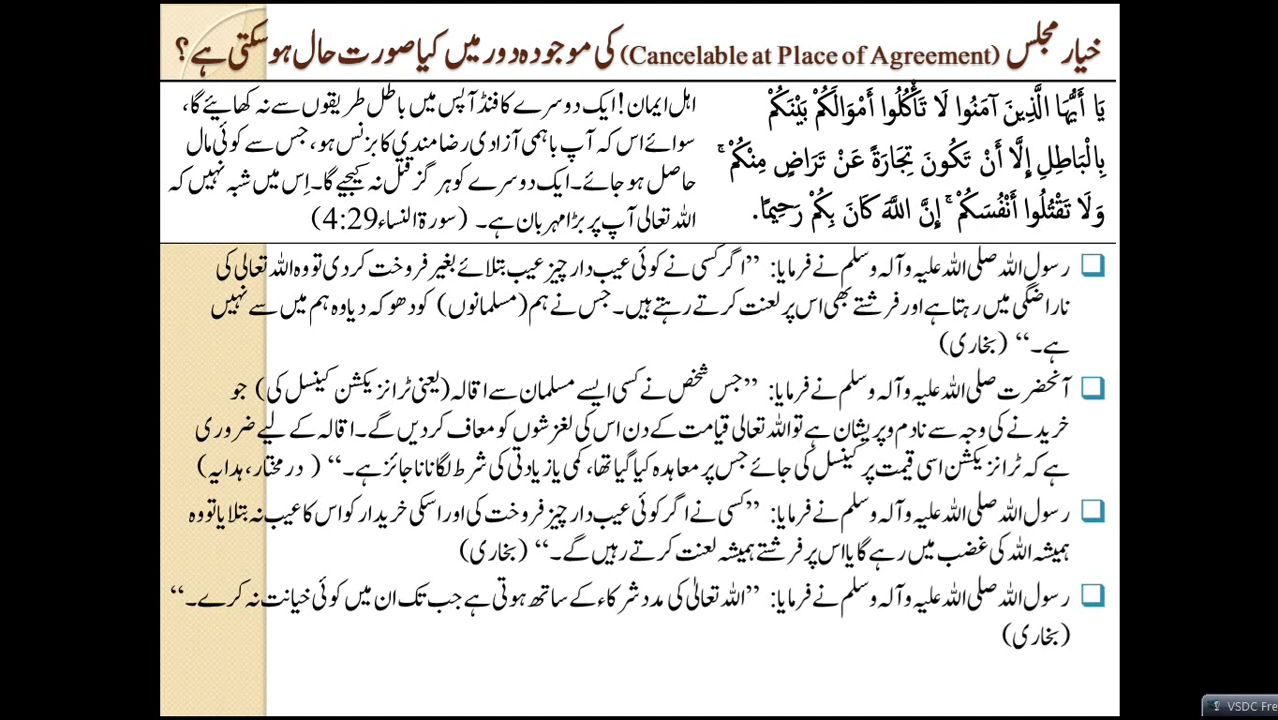 خیار مجلس (Cancelable at Place of Agreement) کی موجودہ دور میں کیا صورت حال ہو سکتی ہے؟
يَا أَيُّهَا الَّذِينَ آمَنُوا لَا تَأْكُلُوا أَمْوَالَكُمْ بَيْنَكُمْ
بِالْبَاطِلِ إِلَّا أَنْ تَكُونَ تِجَارَةً عَنْ تَرَاضٍ مِنْكُمْ ۚ
وَلَا تَقْتُلُوا أَنْفُسَكُمْ ۚ إِنَّ اللَّهَ كَانَ بِكُمْ رَحِيمًا.
اہل ایمان! ایک دوسرے کا فنڈ آپس میں باطل طریقوں سے نہ کھائیے گا،
سوائے اس کہ آپ باہمی آزادی رضا مندی کا بزنس ہو، جس سے کوئی مال
حاصل ہو جائے۔ ایک دوسرے کو ہر گز قتل نہ کیجیے گا۔ اِس میں شبہ نہیں کہ
اللہ تعالی آپ پر بڑا مہربان ہے۔ (سورۃ النساء 4:29)
❑ رسول اللہ صلی اللہ علیہ وآلہ وسلم نے فرمایا: ’’اگر کسی نے کوئی عیب دار چیز عیب بتلائے بغیر فروخت کر دی تو وہ اللہ تعالی کی
ناراضگی میں رہتا ہے اور فرشتے بھی اس پر لعنت کرتے رہتے ہیں۔ جس نے ہم (مسلمانوں) کو دھوکہ دیا وہ ہم میں سے نہیں
ہے۔‘‘ (بخاری)
❑ آنحضرت صلی اللہ علیہ وآلہ وسلم نے فرمایا: ’’جس شخص نے کسی ایسے مسلمان سے اقالہ (یعنی ٹرانزیکشن کینسل کی) جو
خریدنے کی وجہ سے نادم و پریشان ہے تو اللہ تعالی قیامت کے دن اس کی لغزشوں کو معاف کر دیں گے۔ اقالہ کے لیے ضروری
ہے کہ ٹرانزیکشن اسی قیمت پر کینسل کی جائے جس پر معاہدہ کیا گیا تھا، کمی یا زیادتی کی شرط لگانا ناجائز ہے۔‘‘ ( در مختار، ہدایہ)
❑ رسول اللہ صلی اللہ علیہ وآلہ وسلم نے فرمایا: ’’کسی نے اگر کوئی عیب دار چیز فروخت کی اور اسکی خریدار کو اس کا عیب نہ بتلایا تو وہ
ہمیشہ اللہ کی غضب میں رہے گا یا اس پر فرشتے ہمیشہ لعنت کرتے رہیں گے۔‘‘ (بخاری)
❑ رسول اللہ صلی اللہ علیہ وآلہ وسلم نے فرمایا: ’’اللہ تعالیٰ کی مدد شرکاء کے ساتھ ہوتی ہے جب تک ان میں کوئی خیانت نہ کرے۔‘‘
(بخاری)
VSDC Fre